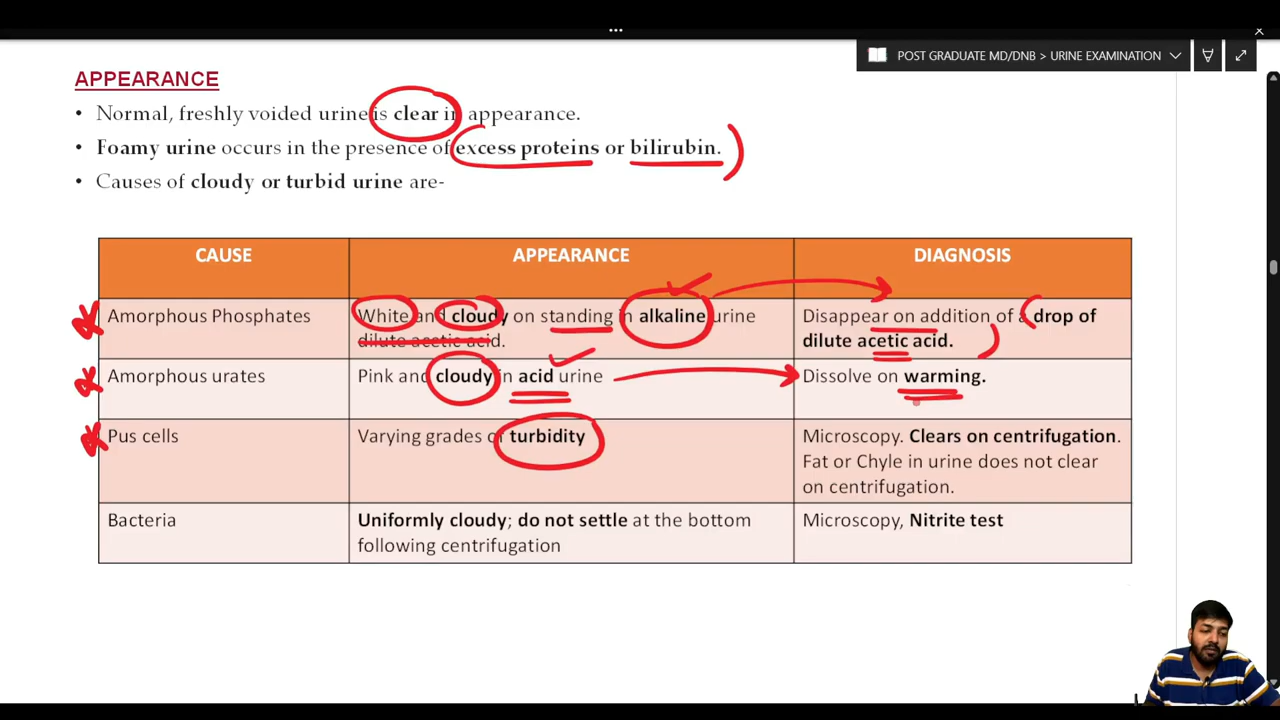 POST GRADUATE MD/DNB > URINE EXAMINATION
APPEARANCE
• Normal, freshly voided urine is clear in appearance.
• Foamy urine occurs in the presence of excess proteins or bilirubin.
• Causes of cloudy or turbid urine are-
CAUSE APPEARANCE DIAGNOSIS
Amorphous Phosphates
White and cloudy on standing in alkaline urine
dilute acetic acid.
Disappear on addition of a drop of
dilute acetic acid.
Amorphous urates
Pink and cloudy in acid urine
Dissolve on warming.
Pus cells
Varying grades of turbidity
Microscopy. Clears on centrifugation.
Fat or Chyle in urine does not clear
on centrifugation.
Bacteria
Uniformly cloudy; do not settle at the bottom
following centrifugation
Microscopy, Nitrite test